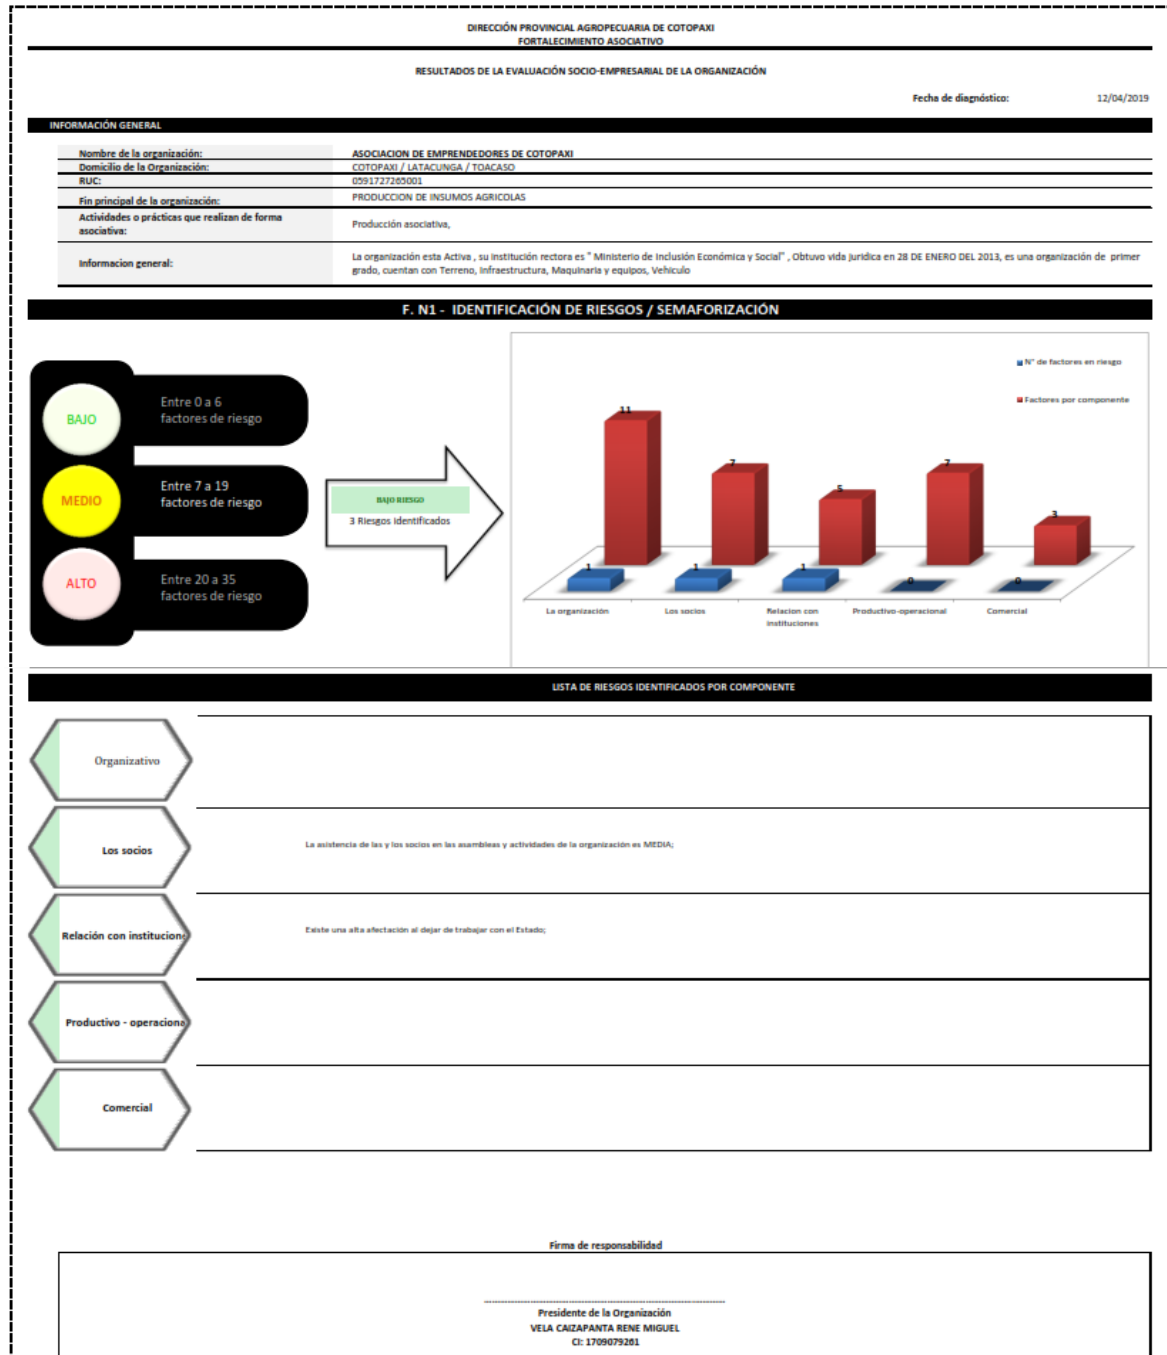 DIRECCIÓN PROVINCIAL AGROPECUARIA DE COTOPAXI
FORTALECIMIENTO ASOCIATIVO
RESULTADOS DE LA EVALUACIÓN SOCIO-EMPRESARIAL DE LA ORGANIZACIÓN
Fecha de diagnóstico: 12/04/2019
INFORMACIÓN GENERAL
Nombre de la organización: ASOCIACION DE EMPRENDEDORES DE COTOPAXI
Domicilio de la Organización: COTOPAXI / LATACUNGA / TOACASO
RUC: 0591727265001
Fin principal de la organización: PRODUCCION DE INSUMOS AGRICOLAS
Actividades o prácticas que realizan de forma
asociativa:
Producción asociativa,
Informacion general:
La organización esta Activa , su institución rectora es " Ministerio de Inclusión Económica y Social" , Obtuvo vida juridica en 28 DE ENERO DEL 2013, es una organización de primer
grado, cuentan con Terreno, Infraestructura, Maquinaria y equipos, Vehiculo
F. N1 - IDENTIFICACIÓN DE RIESGOS / SEMAFORIZACIÓN
BAJO
Entre 0 a 6
factores de riesgo
MEDIO
Entre 7 a 19
factores de riesgo
ALTO
Entre 20 a 35
factores de riesgo
BAJO RIESGO
3 Riesgos identificados
N° de factores en riesgo
Factores por componente
11
7
5
7
3
1
1
1
0
0
La organización
Los socios
Relacion con
instituciones
Productivo-operacional
Comercial
LISTA DE RIESGOS IDENTIFICADOS POR COMPONENTE
Organizativo
Los socios
La asistencia de las y los socios en las asambleas y actividades de la organización es MEDIA;
Relación con institucione
Existe una alta afectación al dejar de trabajar con el Estado;
Productivo - operaciona
Comercial
Firma de responsabilidad
Presidente de la Organización
VELA CAIZAPANTA RENE MIGUEL
CI: 1709079261